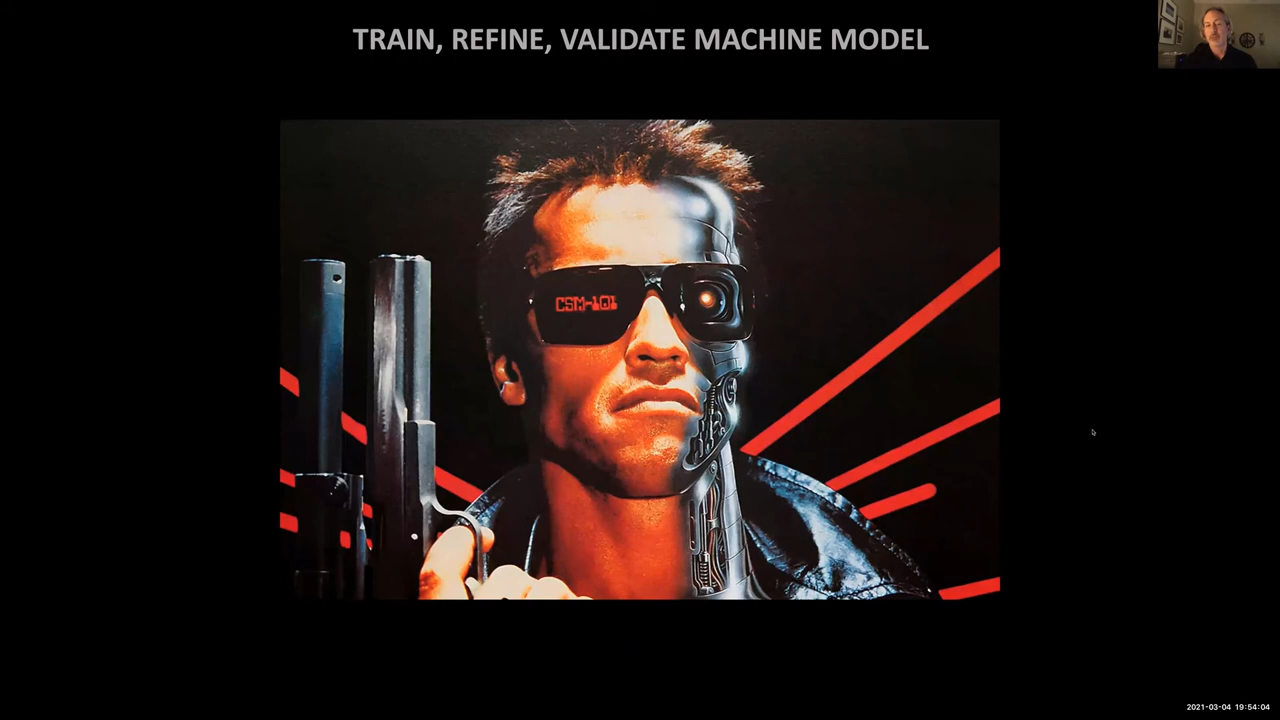 TRAIN, REFINE, VALIDATE MACHINE MODEL
CSM-101
2021-03-04 19:54:04